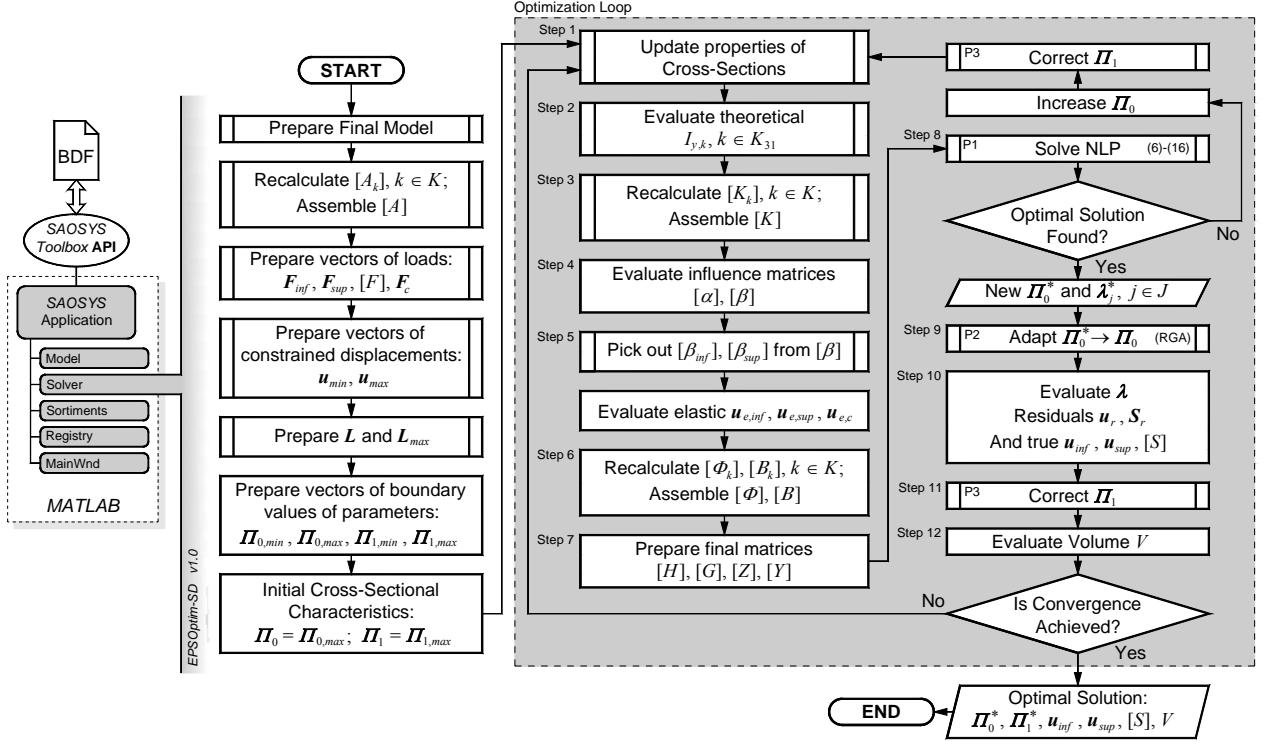 BDF
SAOSYS
Toolbox API
SAOSYS
Application
Model
Solver
Sortiments
Registry
MainWnd
MATLAB
EPSOptim-SD v1.0
START
Prepare Final Model
Recalculate [A_k], k ∈ K;
Assemble [A]
Prepare vectors of loads:
F_inf, F_sup, [F], F_c
Prepare vectors of
constrained displacements:
u_min, u_max
Prepare L and L_max
Prepare vectors of boundary
values of parameters:
Π_0,min, Π_0,max, Π_1,min, Π_1,max
Initial Cross-Sectional
Characteristics:
Π_0 = Π_0,max; Π_1 = Π_1,max
Optimization Loop
Step 1
Update properties of
Cross-Sections
Step 2
Evaluate theoretical
I_y,k, k ∈ K_31
Step 3
Recalculate [K_k], k ∈ K;
Assemble [K]
Step 4
Evaluate influence matrices
[α], [β]
Step 5
Pick out [β_inf], [β_sup] from [β]
Evaluate elastic u_e,inf, u_e,sup, u_e,c
Step 6
Recalculate [Φ_k], [B_k], k ∈ K;
Assemble [Φ], [B]
Step 7
Prepare final matrices
[H], [G], [Z], [Y]
P3
Correct Π_1
Increase Π_0
Step 8
P1
Solve NLP
(6)-(16)
Optimal Solution
Found?
No
Yes
New Π_0^* and λ_j^*, j ∈ J
Step 9
P2
Adapt Π_0^* → Π_0
(RGA)
Step 10
Evaluate λ
Residuals u_r, S_r
And true u_inf, u_sup, [S]
Step 11
P3
Correct Π_1
Step 12
Evaluate Volume V
No
Is Convergence
Achieved?
Yes
Optimal Solution:
Π_0^*, Π_1^*, u_inf, u_sup, [S], V
END